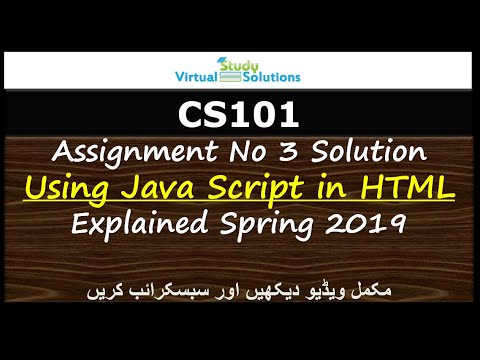 Study
Virtual Solutions
CS101
Assignment No 3 Solution
Using Java Script in HTML
Explained Spring 2019
مکمل ویڈیو دیکھیں اور سبسکرائب کریں